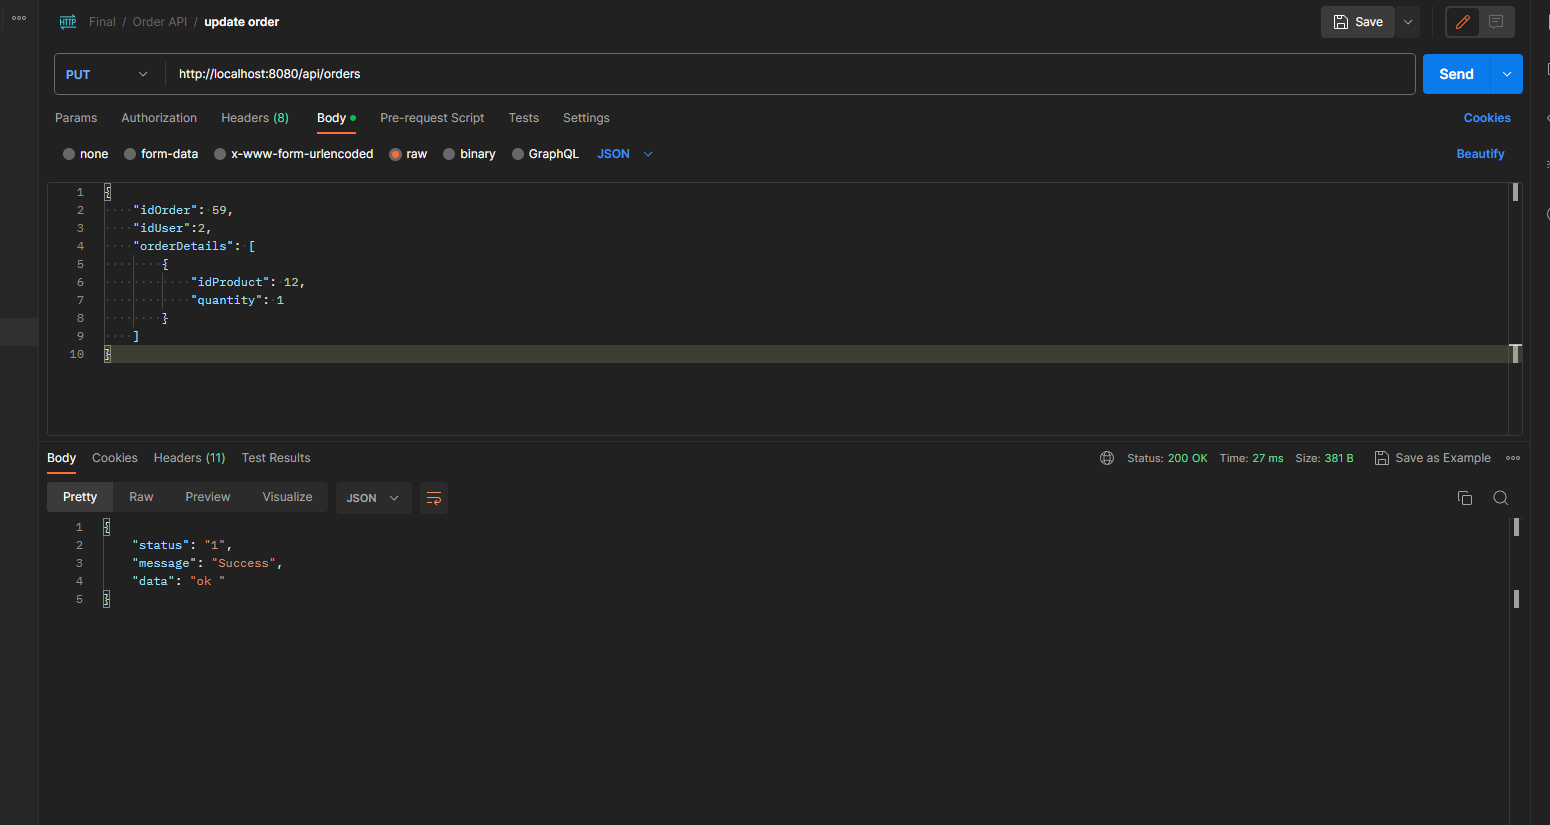 HTTP Final / Order API / update order Save
PUT http://localhost:8080/api/orders Send
Params Authorization Headers (8) Body Pre-request Script Tests Settings Cookies
none form-data x-www-form-urlencoded raw binary GraphQL JSON Beautify
1 {
2 "idOrder": 59,
3 "idUser":2,
4 "orderDetails": [
5 {
6 "idProduct": 12,
7 "quantity": 1
8 }
9 ]
10 }
Body Cookies Headers (11) Test Results Status: 200 OK Time: 27 ms Size: 381 B Save as Example
Pretty Raw Preview Visualize JSON
1 {
2 "status": "1",
3 "message": "Success",
4 "data": "ok "
5 }